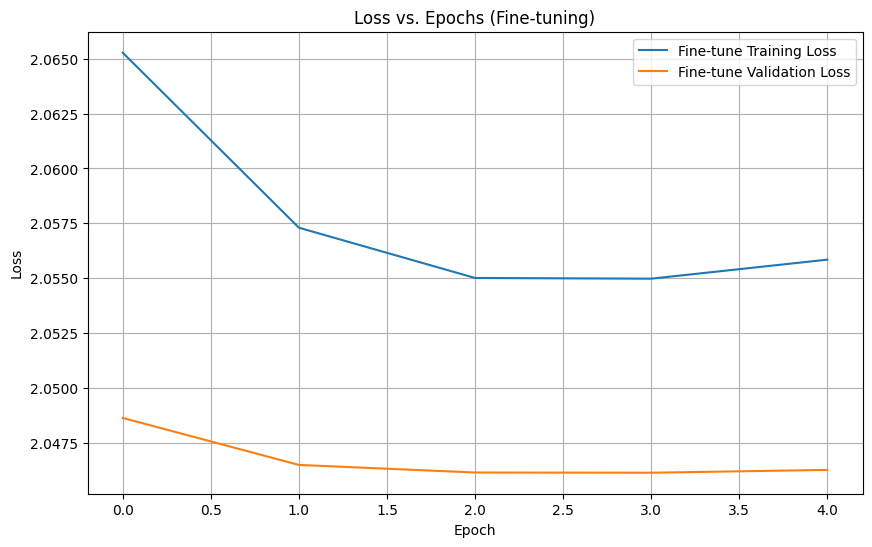 Loss vs. Epochs (Fine-tuning)
Fine-tune Training Loss
Fine-tune Validation Loss
Loss
2.0650
2.0625
2.0600
2.0575
2.0550
2.0525
2.0500
2.0475
0.0 0.5 1.0 1.5 2.0 2.5 3.0 3.5 4.0
Epoch